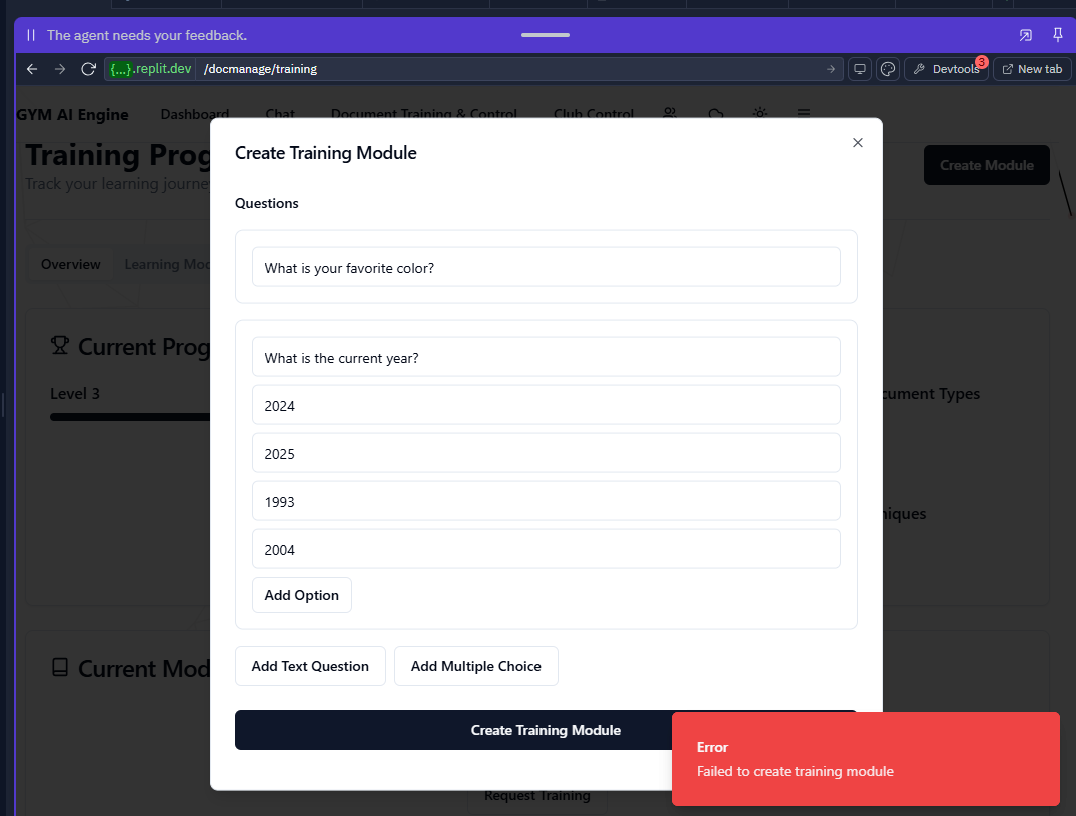 The agent needs your feedback.
{...}.replit.dev /docmanage/training Devtools 3 New tab
GYM AI Engine Dashboard Chat Document Training & Control Club Control
Training Prog
Track your learning journe
Create Module
Overview Learning Mod
Current Prog
Level 3
cument Types
niques
Current Mod
Request Training
Create Training Module
Questions
What is your favorite color?
What is the current year?
2024
2025
1993
2004
Add Option
Add Text Question Add Multiple Choice
Create Training Module
Error
Failed to create training module